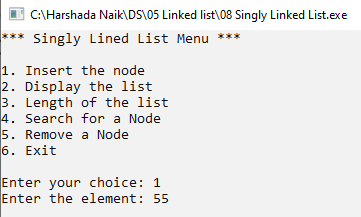 C:\Harshada Naik\DS\05 Linked list\08 Singly Linked List.exe
*** Singly Lined List Menu ***
1. Insert the node
2. Display the list
3. Length of the list
4. Search for a Node
5. Remove a Node
6. Exit
Enter your choice: 1
Enter the element: 55